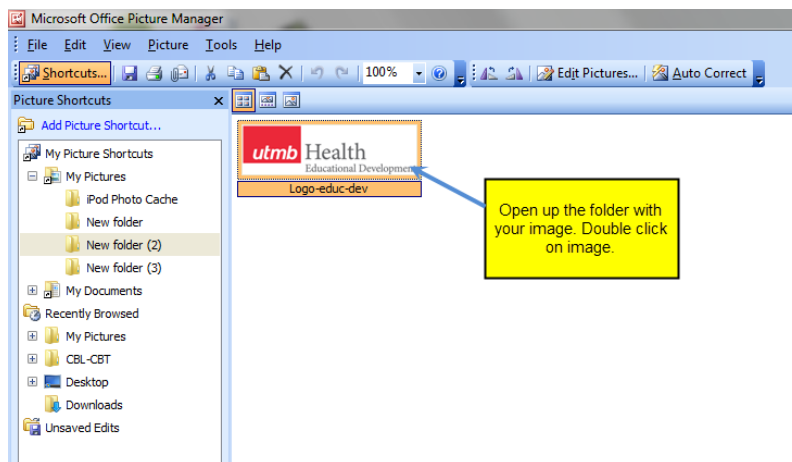 Microsoft Office Picture Manager
File Edit View Picture Tools Help
Shortcuts... 100% Edit Pictures... Auto Correct
Picture Shortcuts x
Add Picture Shortcut...
My Picture Shortcuts
My Pictures
iPod Photo Cache
New folder
New folder (2)
New folder (3)
My Documents
Recently Browsed
My Pictures
CBL-CBT
Desktop
Downloads
Unsaved Edits
utmb Health
Educational Development
Logo-educ-dev
Open up the folder with
your image. Double click
on image.